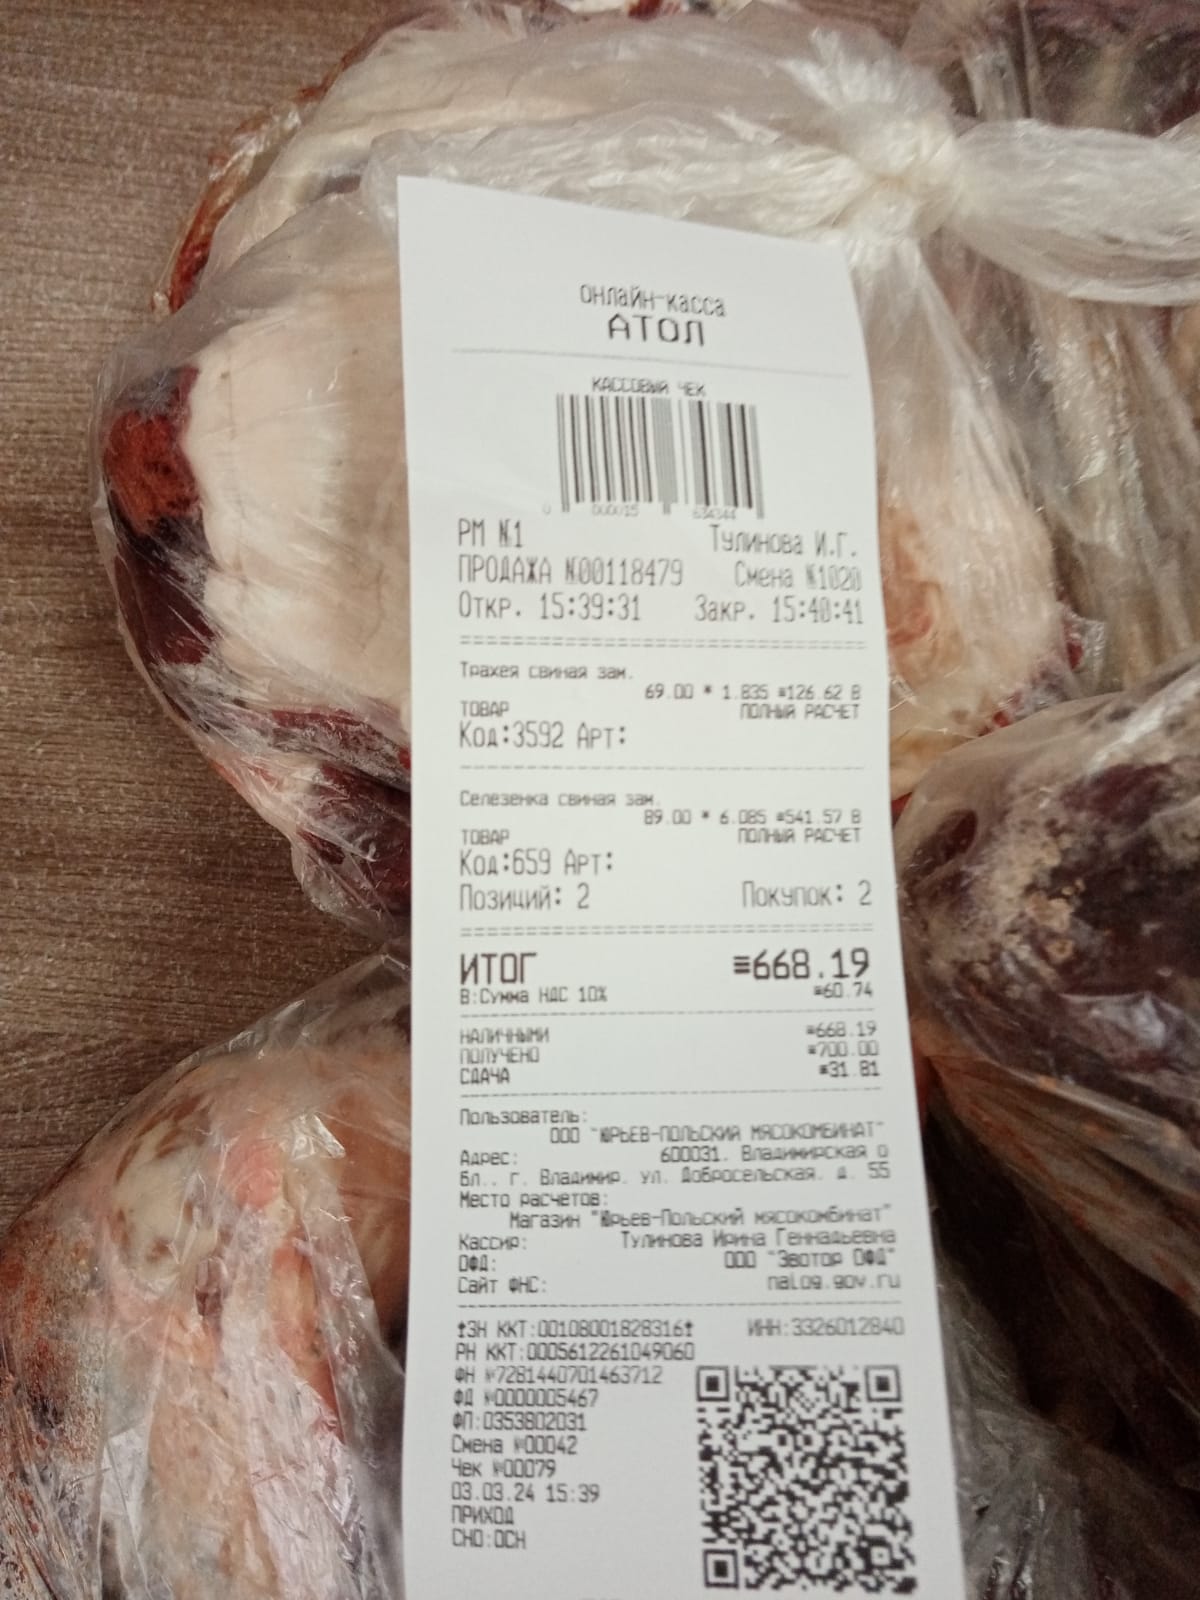 онлайн-касса
АТОЛ
КАССОВЫЙ ЧЕК
0 000015 634344
РМ №1 Тулинова И.Г.
ПРОДАЖА №00118479 Смена №1020
Откр. 15:39:31 Закр. 15:40:41
Трахея свиная зам.
69.00 * 1.835 ≡126.62 В
ТОВАР ПОЛНЫЙ РАСЧЕТ
Код:3592 Арт:
Селезенка свиная зам.
89.00 * 6.085 ≡541.57 В
ТОВАР ПОЛНЫЙ РАСЧЕТ
Код:659 Арт:
Позиций: 2 Покупок: 2
ИТОГ ≡668.19
В:Сумма НДС 10% ≡60.74
НАЛИЧНЫМИ ≡668.19
ПОЛУЧЕНО ≡700.00
СДАЧА ≡31.81
Пользователь:
ООО "ЮРЬЕВ-ПОЛЬСКИЙ МЯСОКОМБИНАТ"
Адрес: 600031, Владимирская о
бл., г. Владимир, ул. Добросельская, д. 55
Место расчетов:
Магазин "Юрьев-Польский мясокомбинат"
Кассир: Тулинова Ирина Геннадьевна
ОФД: ООО "Эвотор ОФД"
Сайт ФНС: nalog.gov.ru
↑ЗН ККТ:00108001828316↑ ИНН:3326012840
РН ККТ:0005612261049060
ФН №7281440701463712
ФД №0000005467
ФП:0353802031
Смена №00042
Чек №00079
03.03.24 15:39
ПРИХОД
СНО:ОСН